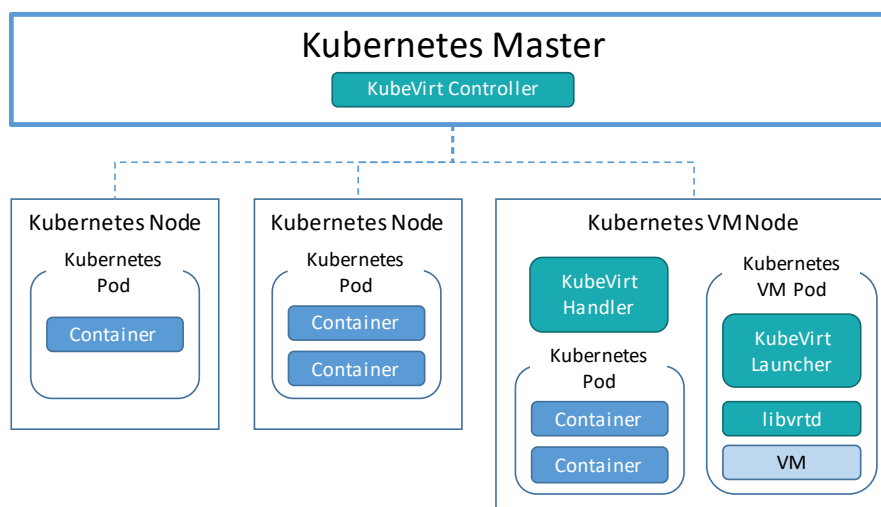 Kubernetes Master
KubeVirt Controller
Kubernetes Node
Kubernetes
Pod
Container
Kubernetes Node
Kubernetes
Pod
Container
Container
Kubernetes VM Node
KubeVirt
Handler
Kubernetes
Pod
Container
Container
Kubernetes
VM Pod
KubeVirt
Launcher
libvrtd
VM